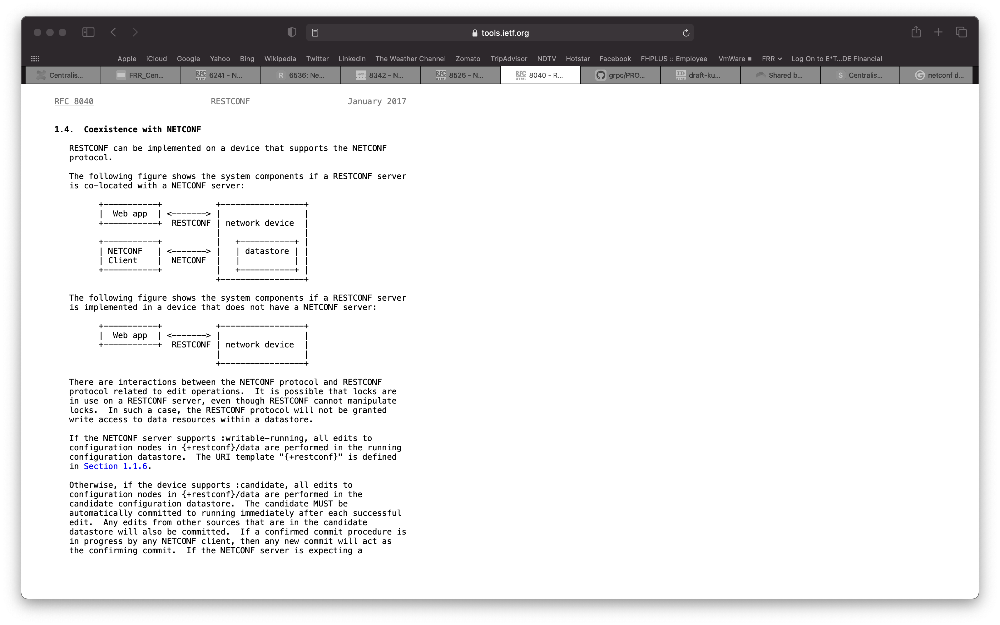 tools.ietf.org
Apple iCloud Google Yahoo Bing Wikipedia Twitter Linkedin The Weather Channel Zomato TripAdvisor NDTV Hotstar Facebook FHPLUS :: Employee VmWare FRR Log On to E*T...DE Financial
Centralis... FRR_Cen... RFC HTML 6241 - N... R 6536: Ne... 8342 - N... RFC HTML 8526 - N... RFC HTML 8040 - R... grpc/PRO... ID HTML draft-ku... Shared b... S Centralis... G netconf d...
RFC 8040 RESTCONF January 2017
1.4. Coexistence with NETCONF
RESTCONF can be implemented on a device that supports the NETCONF
protocol.
The following figure shows the system components if a RESTCONF server
is co-located with a NETCONF server:
+-----------+           +-----------------+
|  Web app  | <-------> |                 |
+-----------+  RESTCONF | network device  |
                        |                 |
+-----------+           |   +-----------+ |
| NETCONF   | <-------> |   | datastore | |
| Client    |  NETCONF  |   |           | |
+-----------+           |   +-----------+ |
                        +-----------------+
The following figure shows the system components if a RESTCONF server
is implemented in a device that does not have a NETCONF server:
+-----------+           +-----------------+
|  Web app  | <-------> |                 |
+-----------+  RESTCONF | network device  |
                        |                 |
                        +-----------------+
There are interactions between the NETCONF protocol and RESTCONF
protocol related to edit operations.  It is possible that locks are
in use on a RESTCONF server, even though RESTCONF cannot manipulate
locks.  In such a case, the RESTCONF protocol will not be granted
write access to data resources within a datastore.
If the NETCONF server supports :writable-running, all edits to
configuration nodes in {+restconf}/data are performed in the running
configuration datastore.  The URI template "{+restconf}" is defined
in Section 1.1.6.
Otherwise, if the device supports :candidate, all edits to
configuration nodes in {+restconf}/data are performed in the
candidate configuration datastore.  The candidate MUST be
automatically committed to running immediately after each successful
edit.  Any edits from other sources that are in the candidate
datastore will also be committed.  If a confirmed commit procedure is
in progress by any NETCONF client, then any new commit will act as
the confirming commit.  If the NETCONF server is expecting a